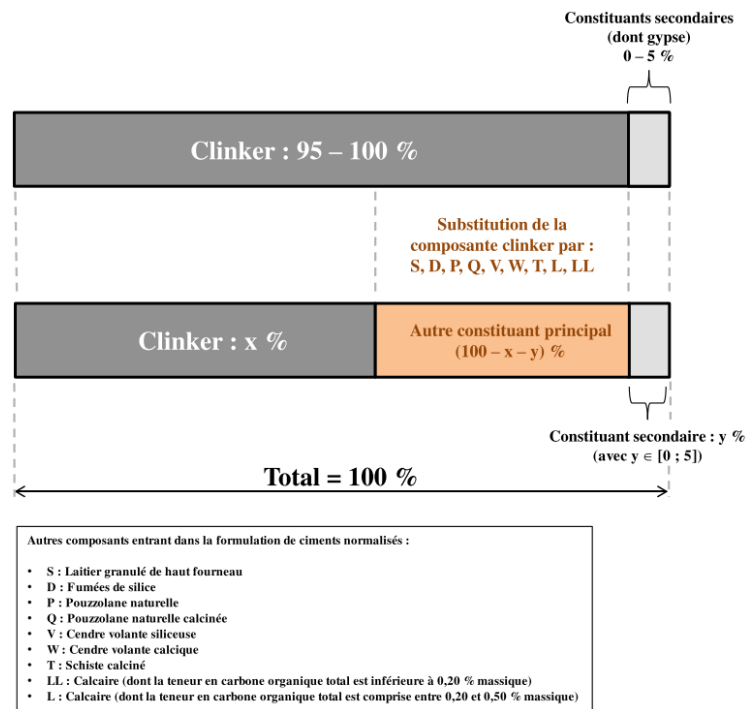 Constituants secondaires
(dont gypse)
0 – 5 %
Clinker : 95 – 100 %
Substitution de la
composante clinker par :
S, D, P, Q, V, W, T, L, LL
Clinker : x %
Autre constituant principal
(100 – x – y) %
Constituant secondaire : y %
(avec y ∈ [0 ; 5])
Total = 100 %
Autres composants entrant dans la formulation de ciments normalisés :
• S : Laitier granulé de haut fourneau
• D : Fumées de silice
• P : Pouzzolane naturelle
• Q : Pouzzolane naturelle calcinée
• V : Cendre volante siliceuse
• W : Cendre volante calcique
• T : Schiste calciné
• LL : Calcaire (dont la teneur en carbone organique total est inférieure à 0,20 % massique)
• L : Calcaire (dont la teneur en carbone organique total est comprise entre 0,20 et 0,50 % massique)